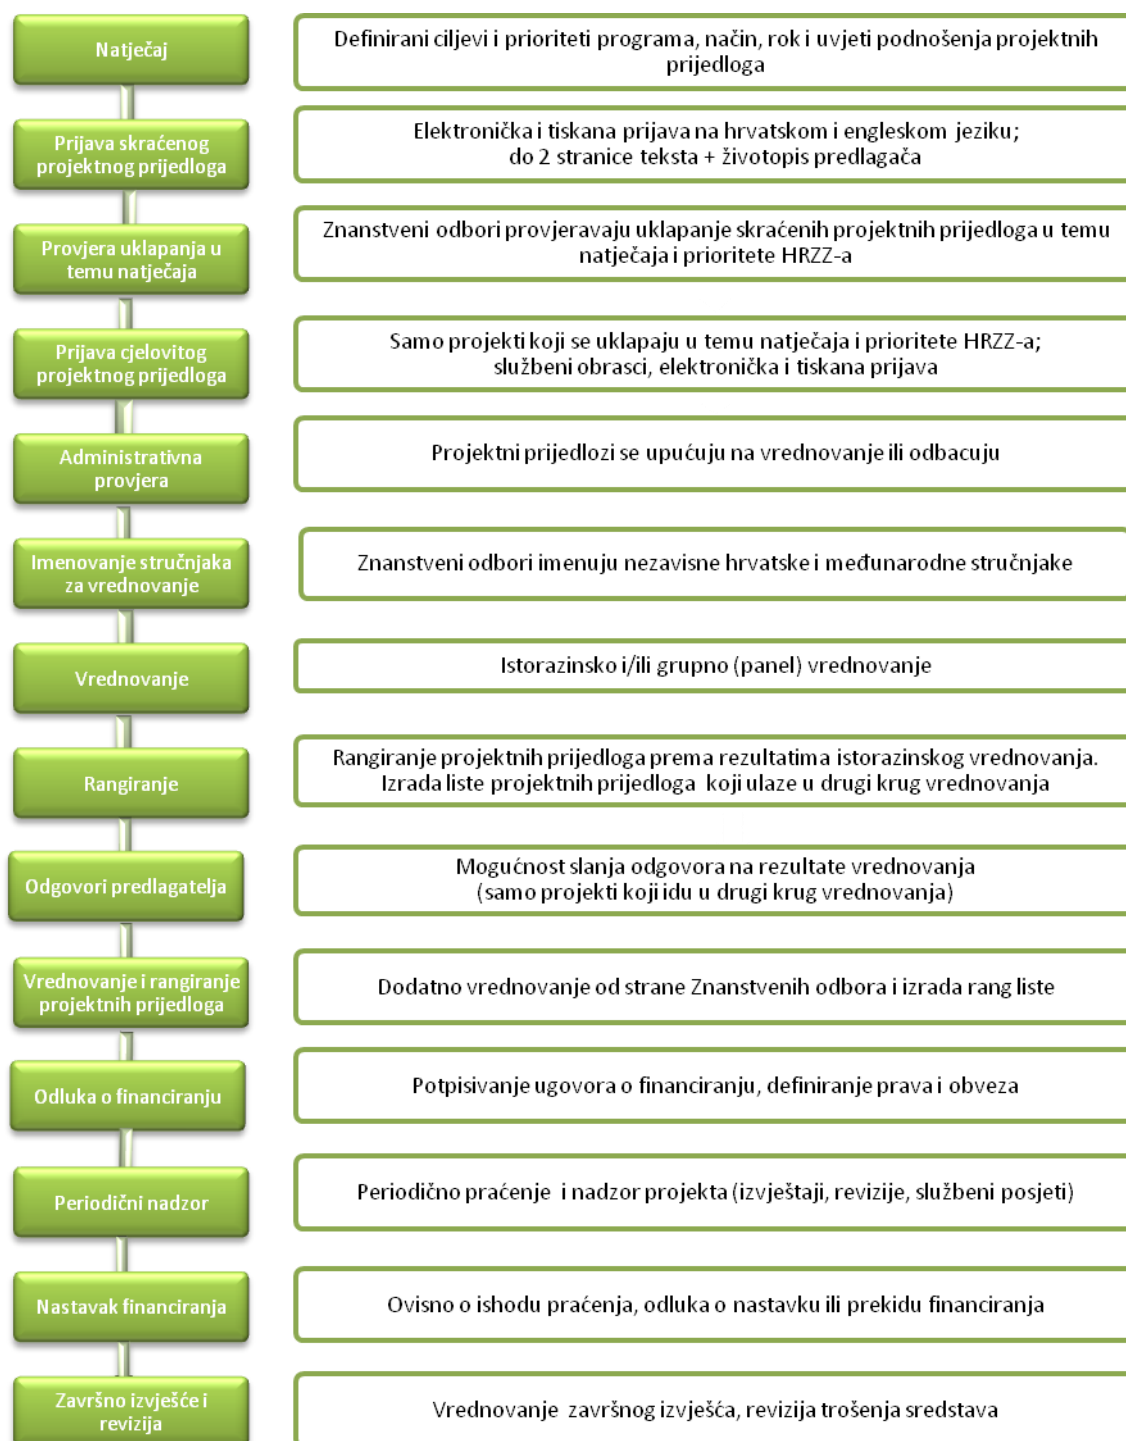 Natječaj
Definirani ciljevi i prioriteti programa, način, rok i uvjeti podnošenja projektnih
prijedloga
Prijava skraćenog
projektnog prijedloga
Elektronička i tiskana prijava na hrvatskom i engleskom jeziku;
do 2 stranice teksta + životopis predlagača
Provjera uklapanja u
temu natječaja
Znanstveni odbori provjeravaju uklapanje skraćenih projektnih prijedloga u temu
natječaja i prioritete HRZZ-a
Prijava cjelovitog
projektnog prijedloga
Samo projekti koji se uklapaju u temu natječaja i prioritete HRZZ-a;
službeni obrasci, elektronička i tiskana prijava
Administrativna
provjera
Projektni prijedlozi se upućuju na vrednovanje ili odbacuju
Imenovanje stručnjaka
za vrednovanje
Znanstveni odbori imenuju nezavisne hrvatske i međunarodne stručnjake
Vrednovanje
Istorazinsko i/ili grupno (panel) vrednovanje
Rangiranje
Rangiranje projektnih prijedloga prema rezultatima istorazinskog vrednovanja.
Izrada liste projektnih prijedloga koji ulaze u drugi krug vrednovanja
Odgovori predlagatelja
Mogućnost slanja odgovora na rezultate vrednovanja
(samo projekti koji idu u drugi krug vrednovanja)
Vrednovanje i rangiranje
projektnih prijedloga
Dodatno vrednovanje od strane Znanstvenih odbora i izrada rang liste
Odluka o financiranju
Potpisivanje ugovora o financiranju, definiranje prava i obveza
Periodični nadzor
Periodično praćenje i nadzor projekta (izvještaji, revizije, službeni posjeti)
Nastavak financiranja
Ovisno o ishodu praćenja, odluka o nastavku ili prekidu financiranja
Završno izvješće i
revizija
Vrednovanje završnog izvješća, revizija trošenja sredstava